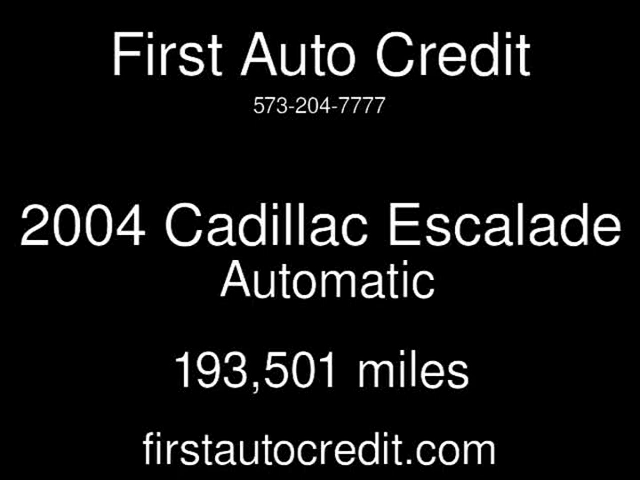 First Auto Credit
573-204-7777
2004 Cadillac Escalade
Automatic
193,501 miles
firstautocredit.com